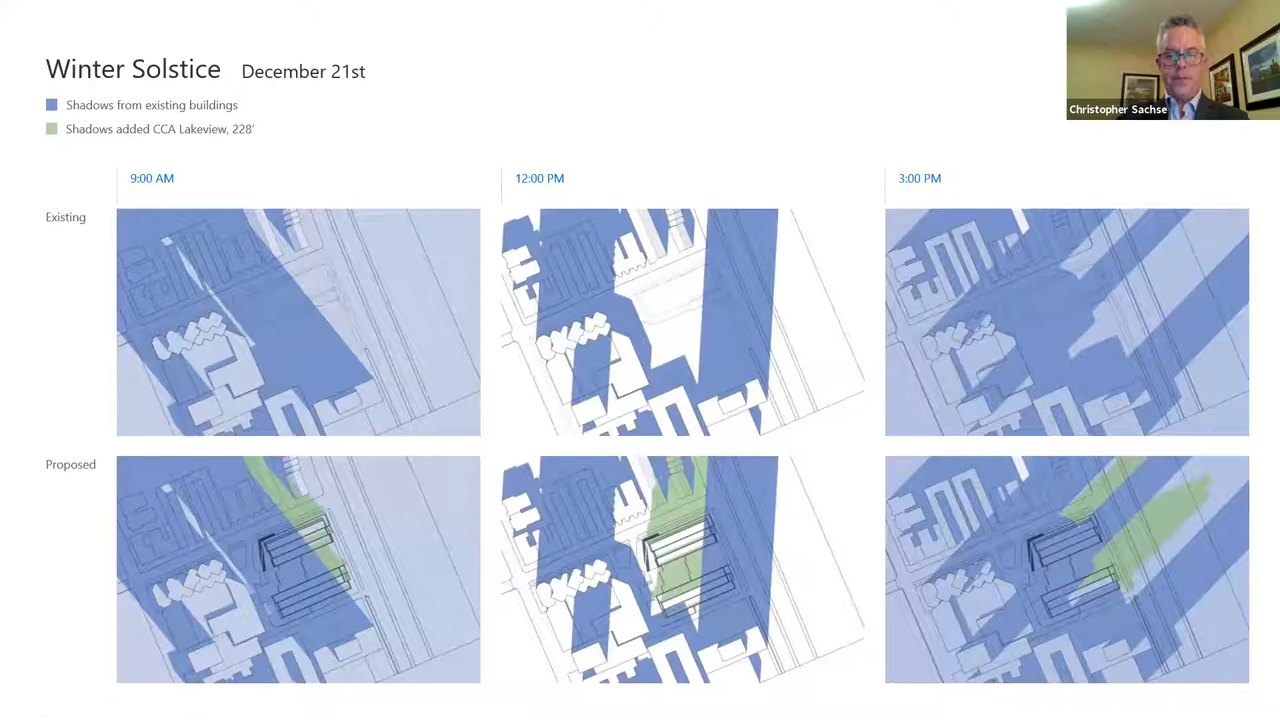 Winter Solstice December 21st
Shadows from existing buildings
Shadows added CCA Lakeview, 228'
Christopher Sachse
9:00 AM 12:00 PM 3:00 PM
Existing
Proposed